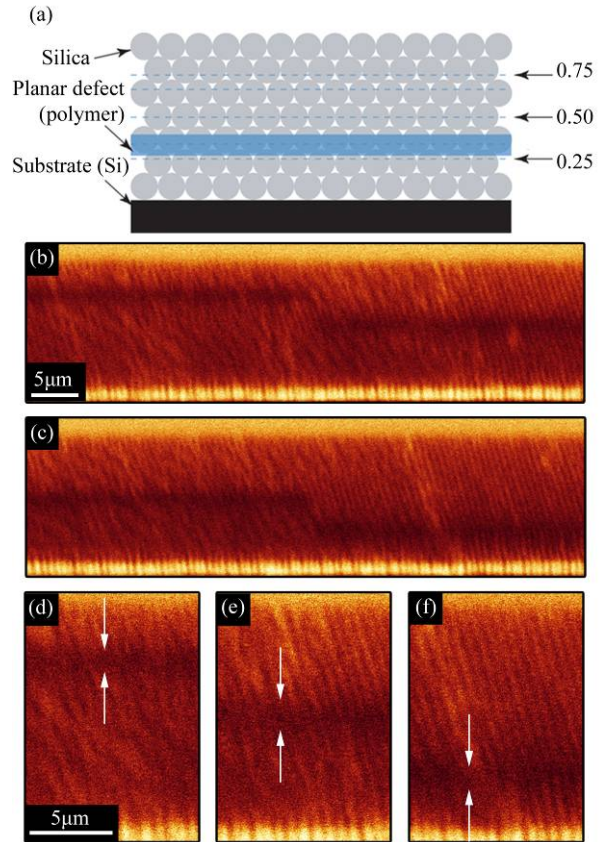 (a)
Silica
Planar defect
(polymer)
Substrate (Si)
0.75
0.50
0.25
(b)
5μm
(c)
(d)
5μm
(e)
(f)